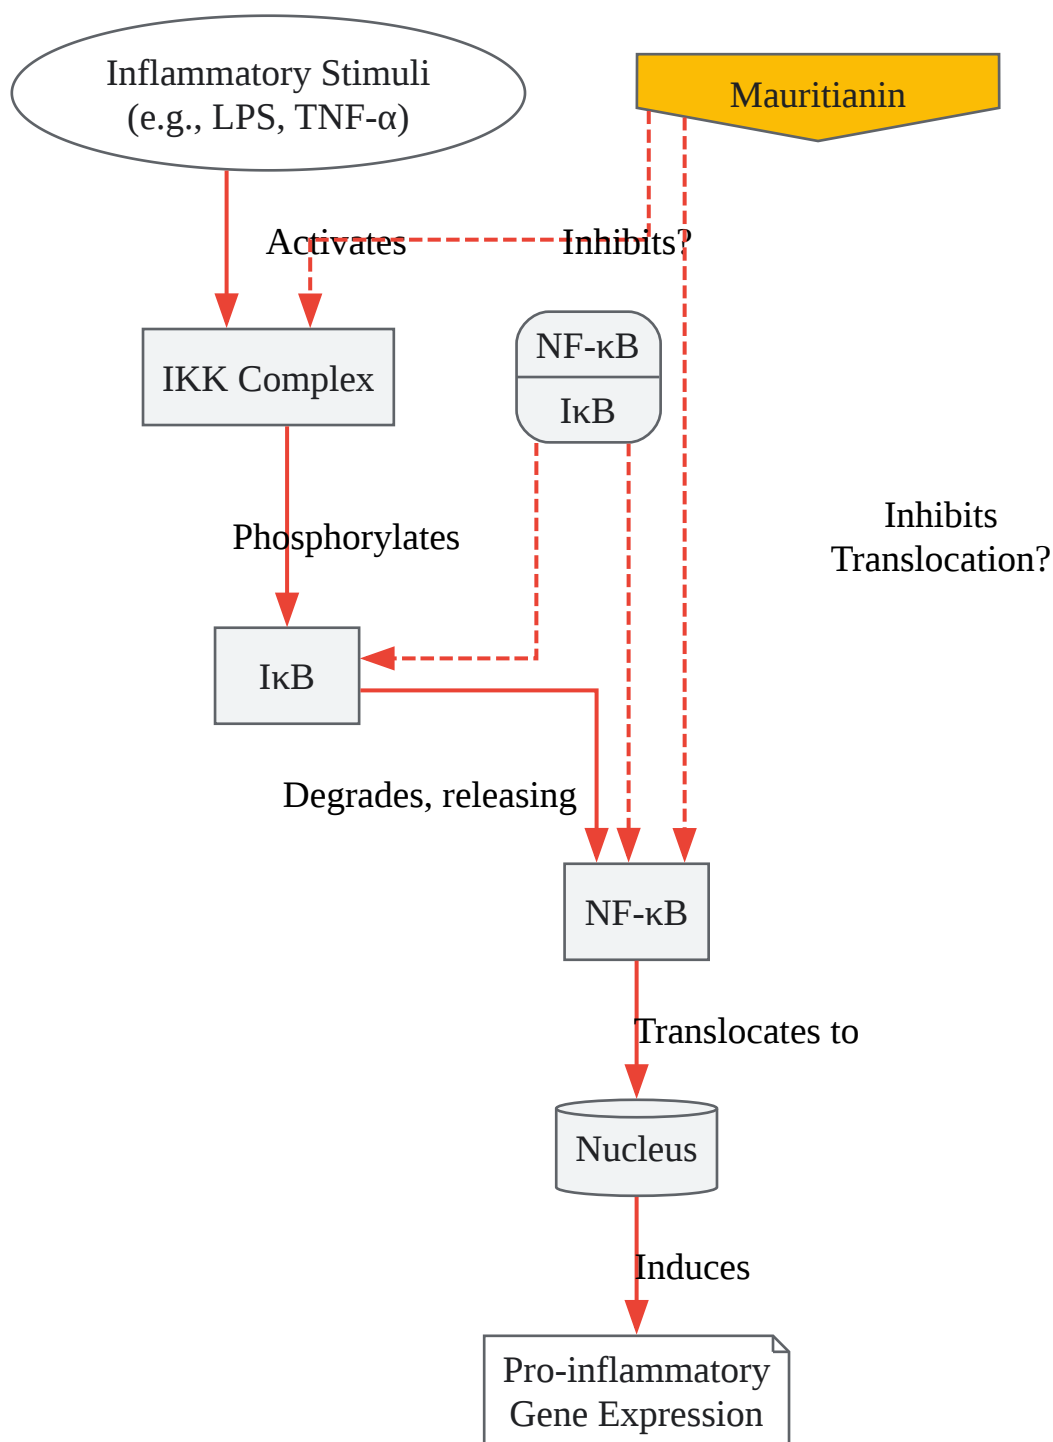 Inflammatory Stimuli
(e.g., LPS, TNF-α)
Mauritianin
Activates
Inhibits?
IKK Complex
NF-κB
IκB
Phosphorylates
Inhibits
Translocation?
IκB
Degrades, releasing
NF-κB
Translocates to
Nucleus
Induces
Pro-inflammatory
Gene Expression